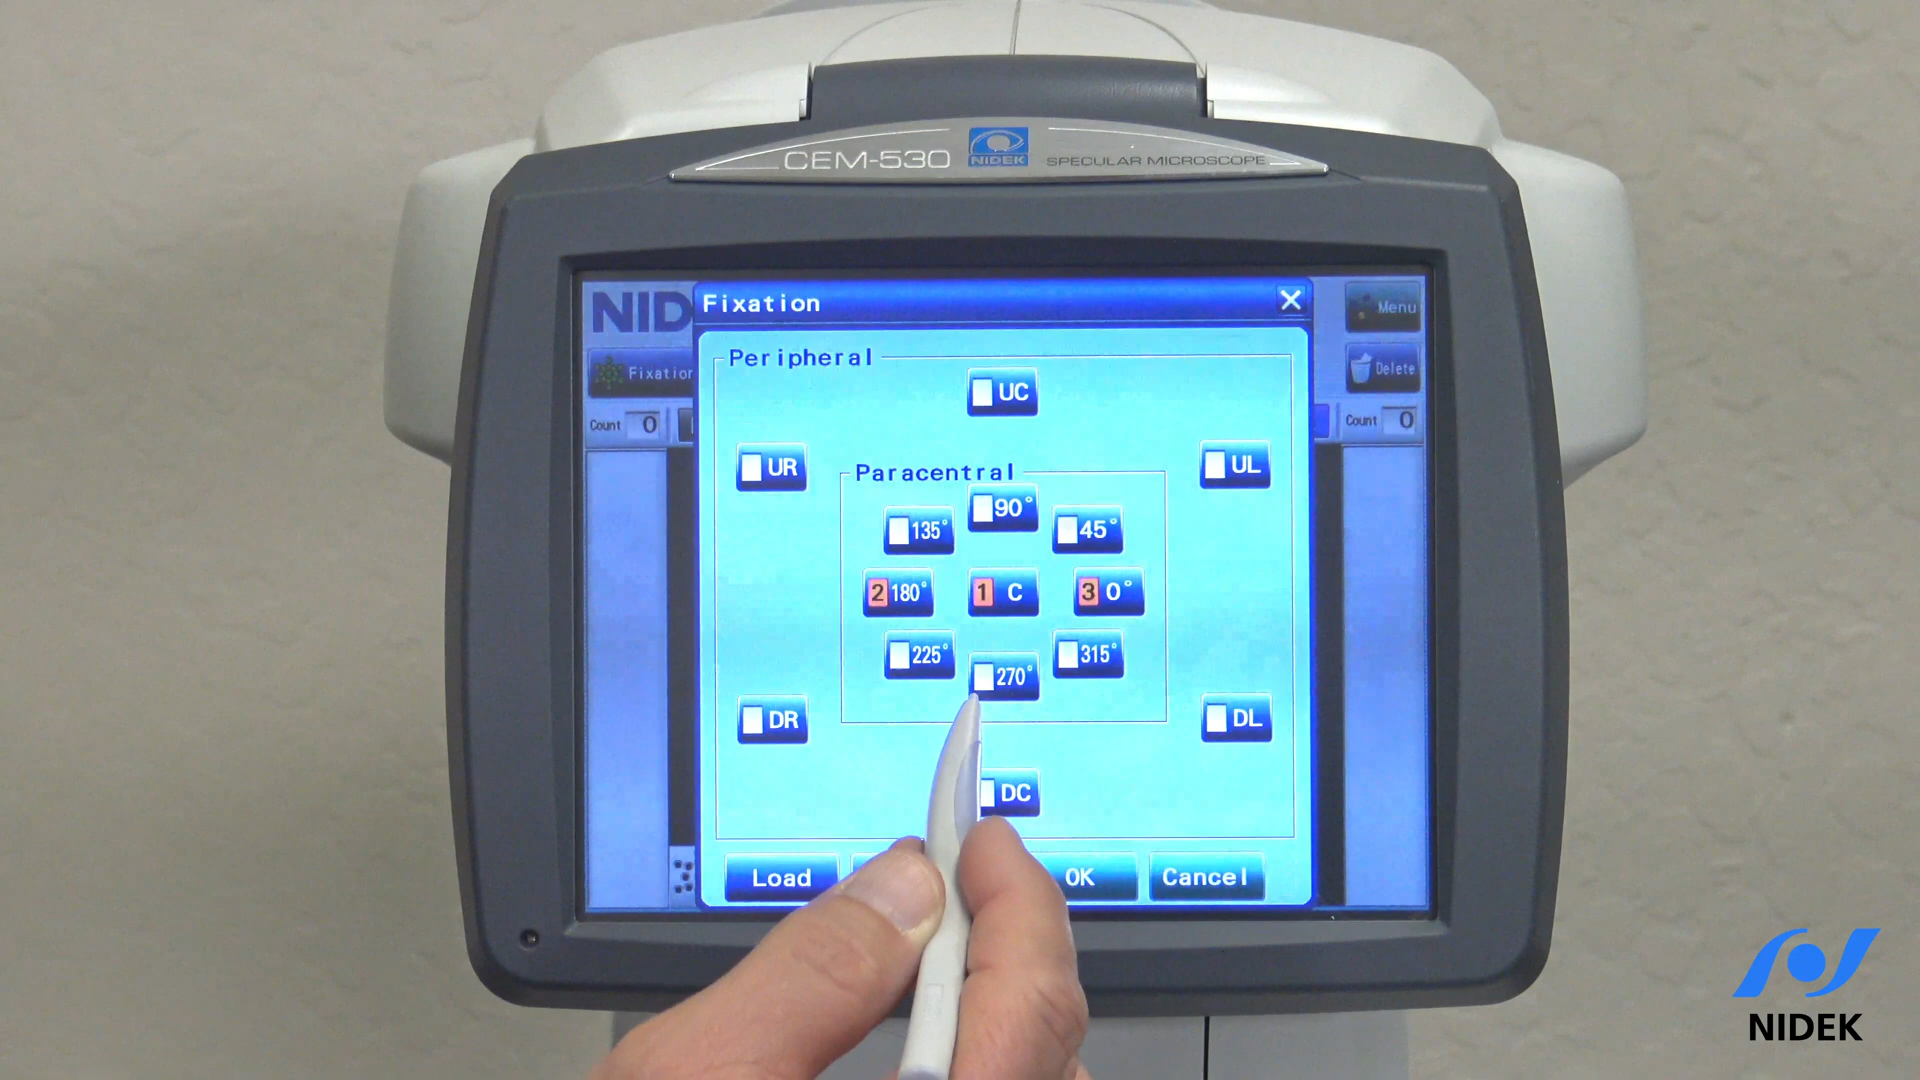 CEM-530 NIDEK SPECULAR MICROSCOPE
NID
Fixation
Menu
Delete
Count 0
Count 0
Fixation
Peripheral
UC
UR
UL
Paracentral
90°
135°
45°
2 180°
1 C
3 0°
225°
315°
270°
DR
DL
DC
Load
OK
Cancel
NIDEK